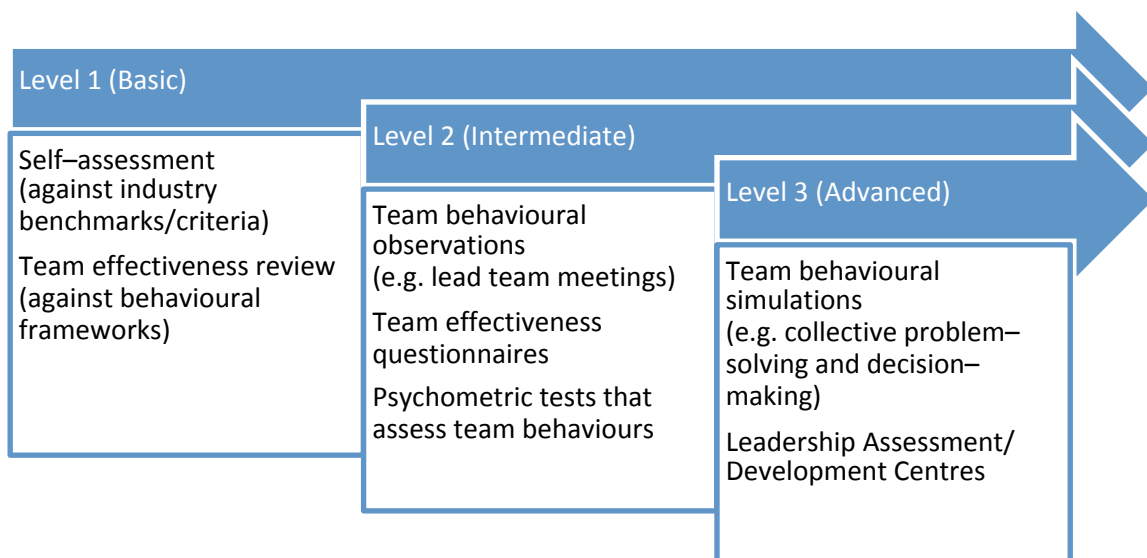 Level 1 (Basic)
Self–assessment
(against industry
benchmarks/criteria)
Team effectiveness review
(against behavioural
frameworks)
Level 2 (Intermediate)
Team behavioural
observations
(e.g. lead team meetings)
Team effectiveness
questionnaires
Psychometric tests that
assess team behaviours
Level 3 (Advanced)
Team behavioural
simulations
(e.g. collective problem–
solving and decision–
making)
Leadership Assessment/
Development Centres